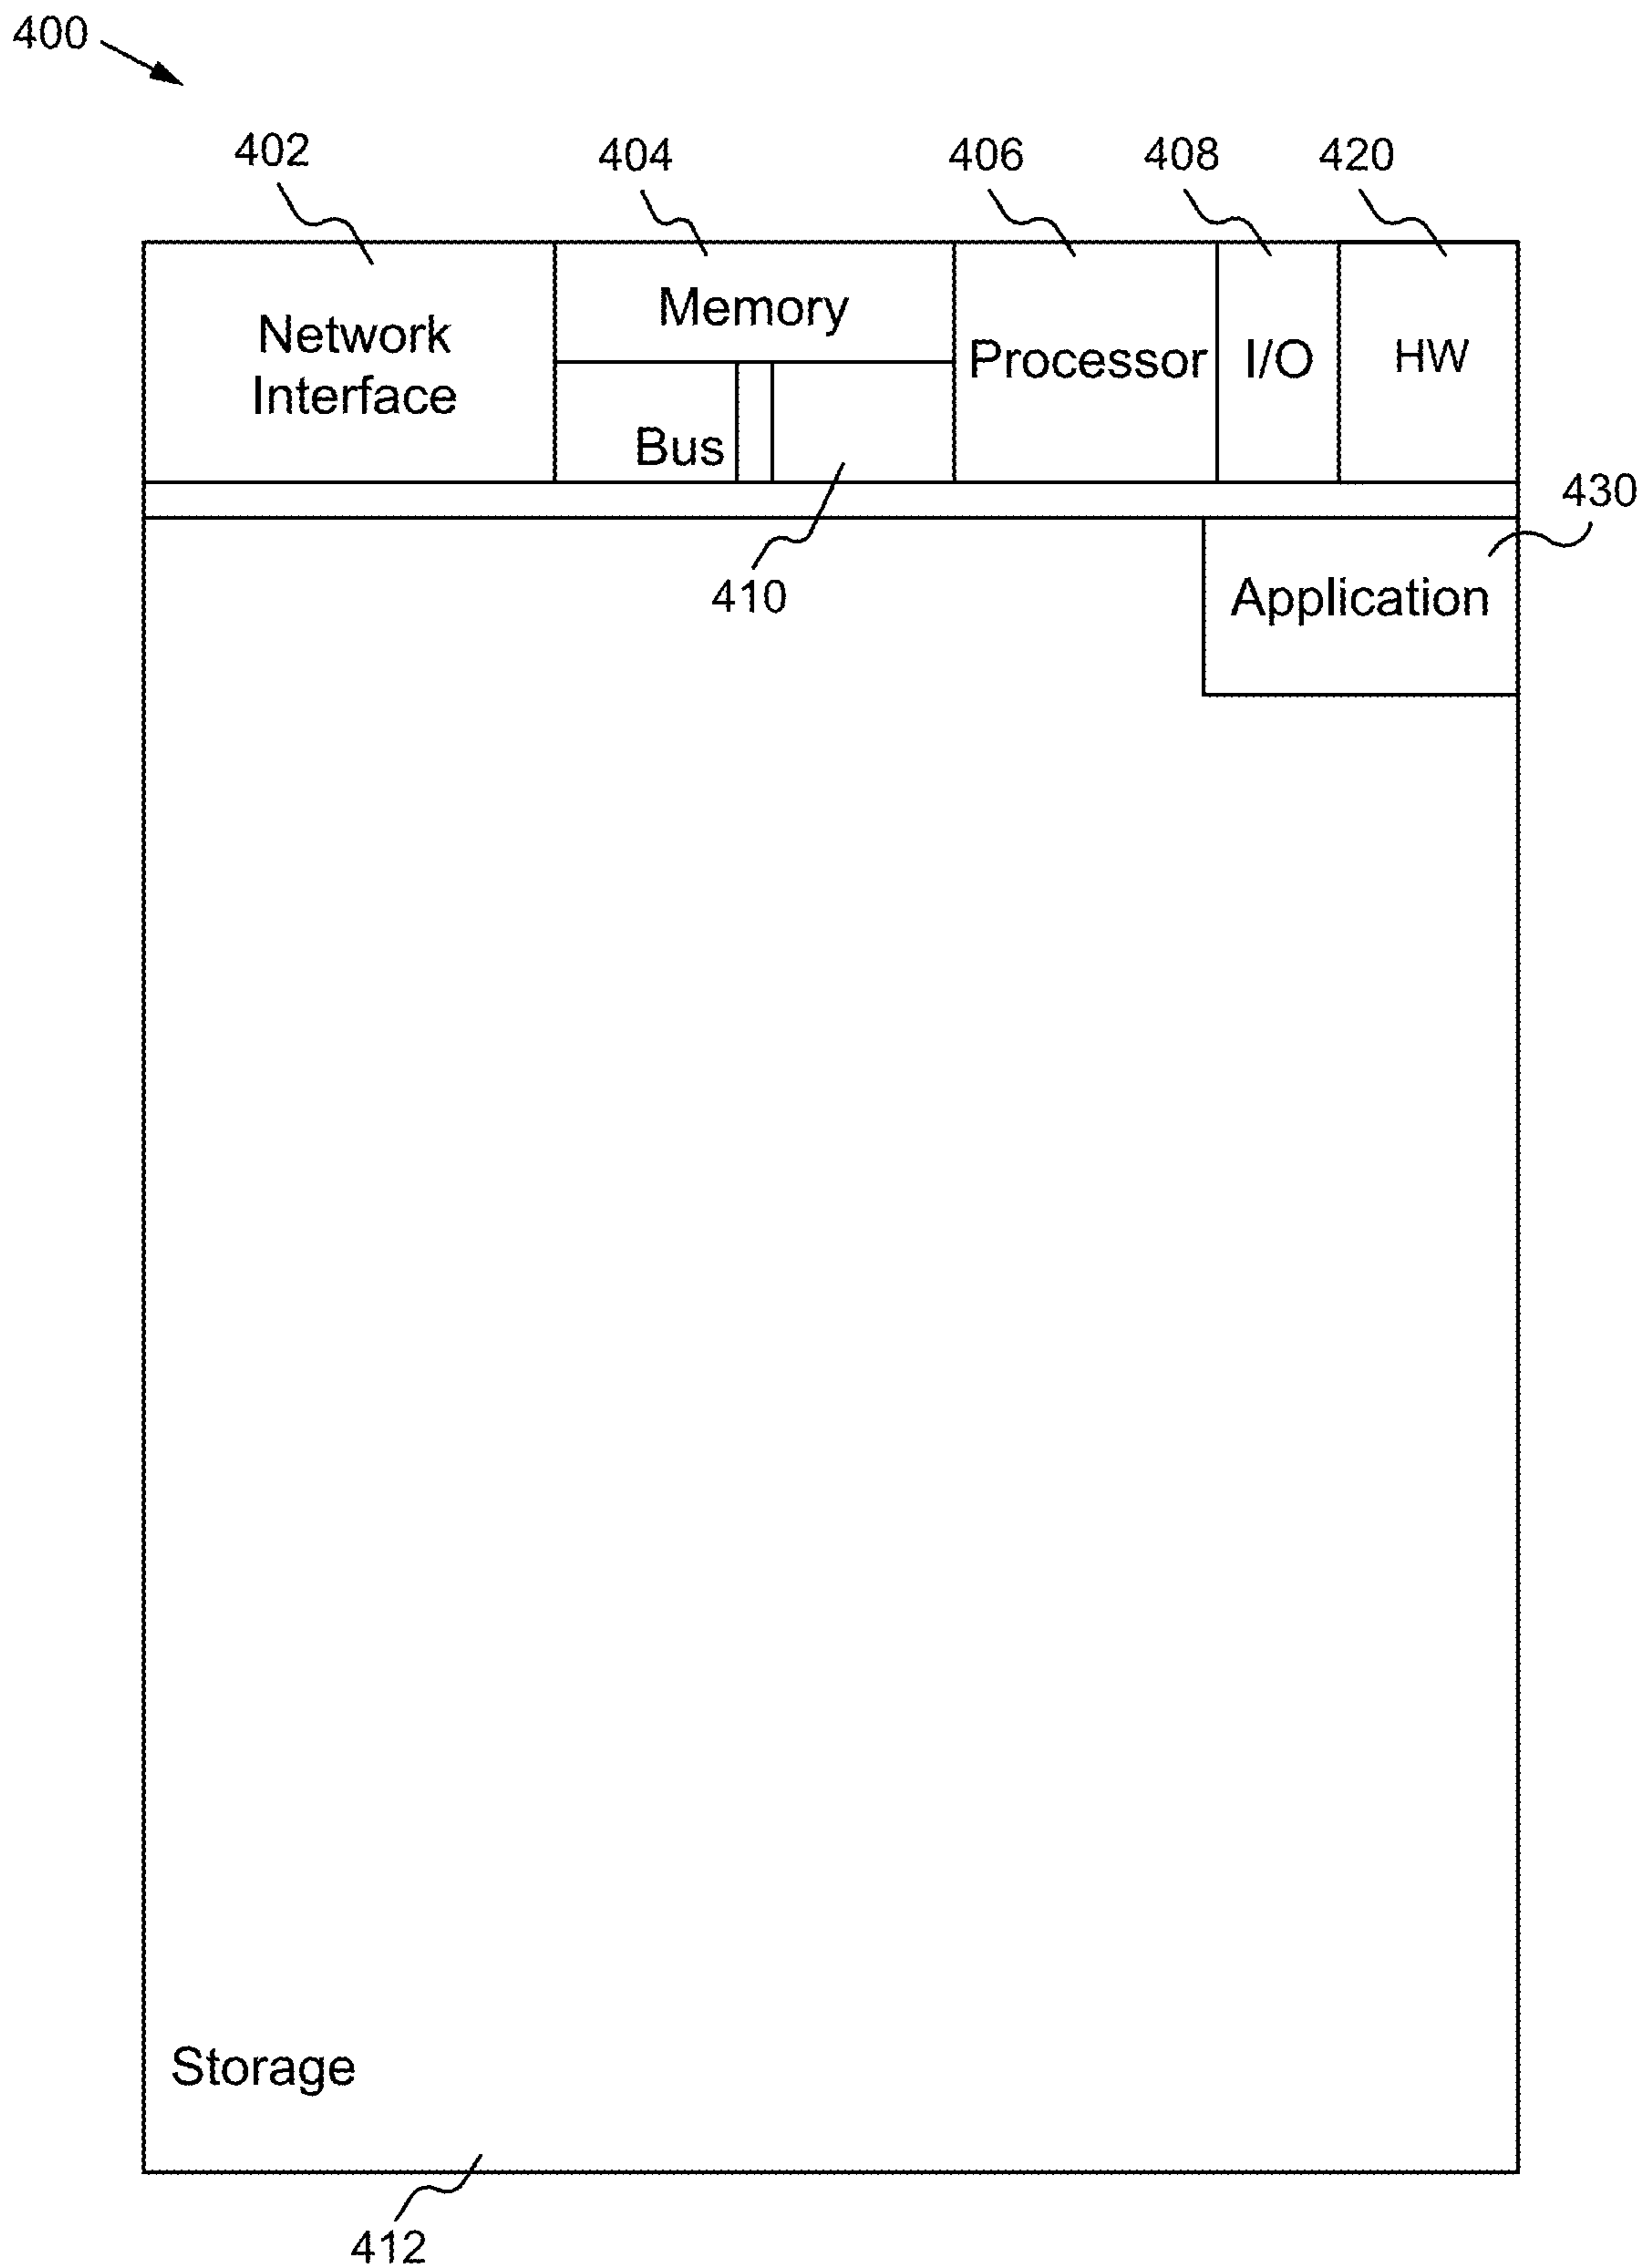 400
402
404
406
408
420
Network
Interface
Memory
Processor
I/O
HW
Bus
430
410
Application
Storage
412